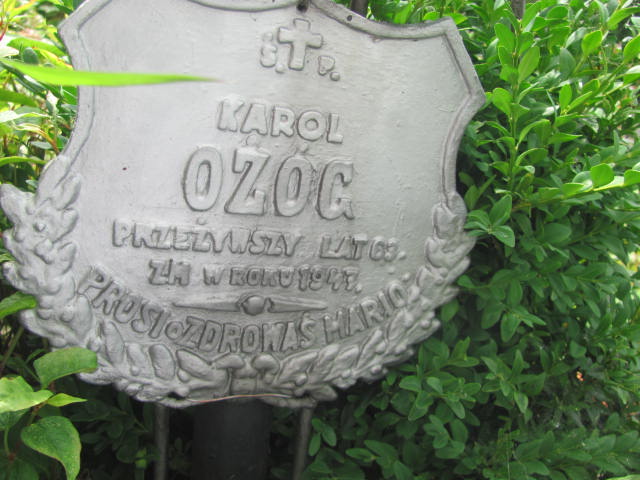 Ś. P.
KAROL
OŻÓG
PRZEŻYWSZY LAT 63.
ZM W ROKU 1947.
PROSI o ZDROWAŚ MARIO